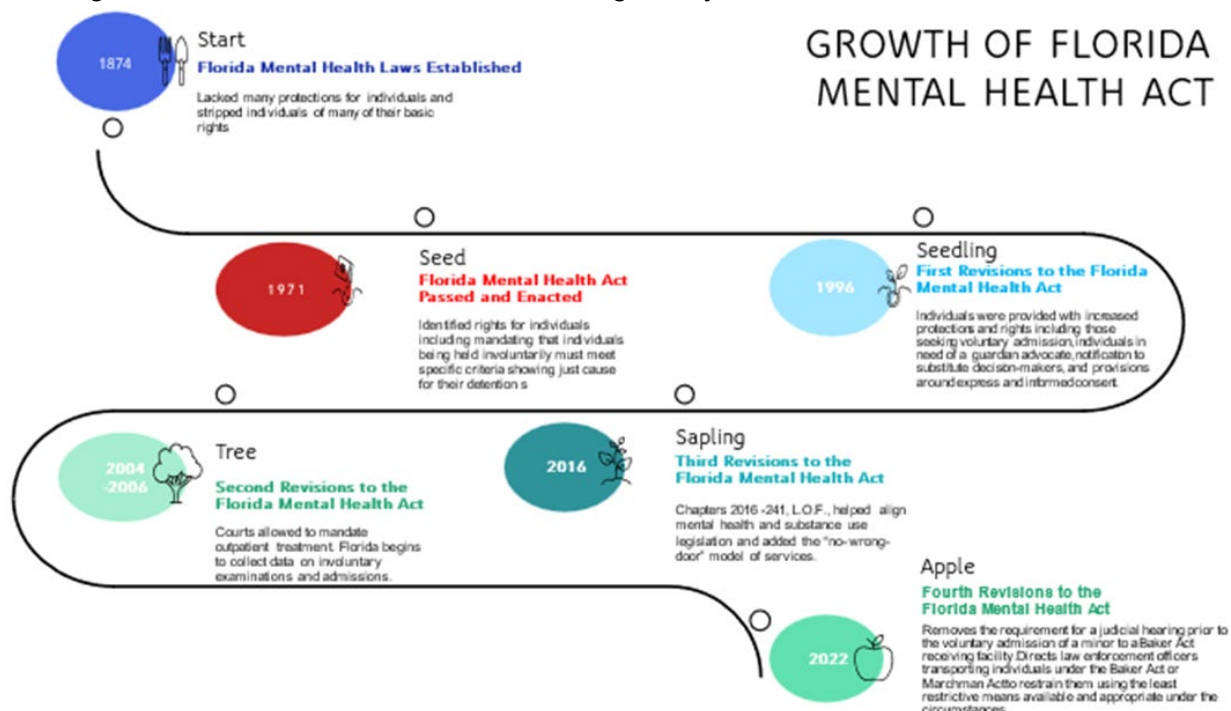 GROWTH OF FLORIDA
MENTAL HEALTH ACT
1874
Start
Florida Mental Health Laws Established
Lacked many protections for individuals and
stripped individuals of many of their basic
rights
1971
Seed
Florida Mental Health Act
Passed and Enacted
Identified rights for individuals
including mandating that individuals
being held involuntarily must meet
specific criteria showing just cause
for their detention s
1996
Seedling
First Revisions to the Florida
Mental Health Act
Individuals were provided with increased
protections and rights including those
seeking voluntary admission, individuals in
need of a guardian advocate, notification to
substitute decision-makers, and provisions
around express and informed consent.
2004
-2006
Tree
Second Revisions to the
Florida Mental Health Act
Courts allowed to mandate
outpatient treatment. Florida begins
to collect data on involuntary
examinations and admissions.
2016
Sapling
Third Revisions to the
Florida Mental Health Act
Chapters 2016 -241, L.O.F., helped align
mental health and substance use
legislation and added the "no-wrong-
door" model of services.
2022
Apple
Fourth Revisions to the
Florida Mental Health Act
Removes the requirement for a judicial hearing prior to
the voluntary admission of a minor to a Baker Act
receiving facility. Directs law enforcement officers
transporting individuals under the Baker Act or
Marchman Actto restrain them using the least
restrictive means available and appropriate under the
circumstances